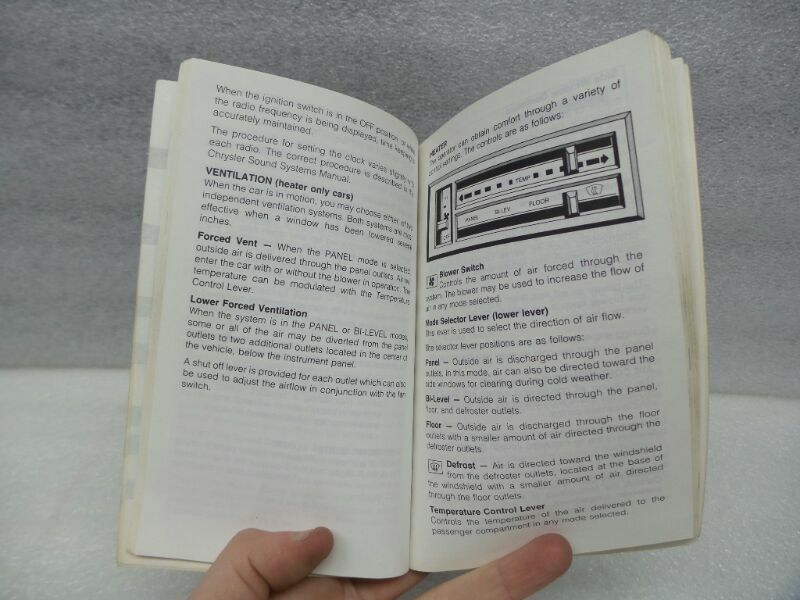 When the ignition switch is in the OFF position, or when
the radio frequency is being displayed, time keeping is
accurately maintained.
The procedure for setting the clock varies slightly with
each radio. The correct procedure is described in the
Chrysler Sound Systems Manual.
VENTILATION (heater only cars)
When the car is in motion, you may choose either of two
independent ventilation systems. Both systems are
effective when a window has been lowered several
inches.
Forced Vent — When the PANEL mode is selected
outside air is delivered through the panel outlets. Air
enter the car with or without the blower in operation. The
temperature can be modulated with the Temperature
Control Lever.
Lower Forced Ventilation
When the system is in the PANEL or BI-LEVEL modes,
some or all of the air may be diverted from the panel
outlets to two additional outlets located in the center of
the vehicle, below the instrument panel.
A shut off lever is provided for each outlet which can also
be used to adjust the airflow in conjunction with the fan
switch.
HEATER
The operator can obtain comfort through a variety of
control settings. The controls are as follows:
TEMP
PANEL BI-LEV FLOOR
Blower Switch
Controls the amount of air forced through the
system. The blower may be used to increase the flow of
air in any mode selected.
Mode Selector Lever (lower lever)
This lever is used to select the direction of air flow.
The selector lever positions are as follows:
Panel — Outside air is discharged through the panel
outlets. In this mode, air can also be directed toward the
side windows for clearing during cold weather.
Bi-Level — Outside air is directed through the panel,
floor, and defroster outlets.
Floor — Outside air is discharged through the floor
outlets with a smaller amount of air directed through the
defroster outlets.
Defrost — Air is directed toward the windshield
from the defroster outlets, located at the base of
the windshield with a smaller amount of air directed
through the floor outlets.
Temperature Control Lever
Controls the temperature of the air delivered to the
passenger compartment in any mode selected.